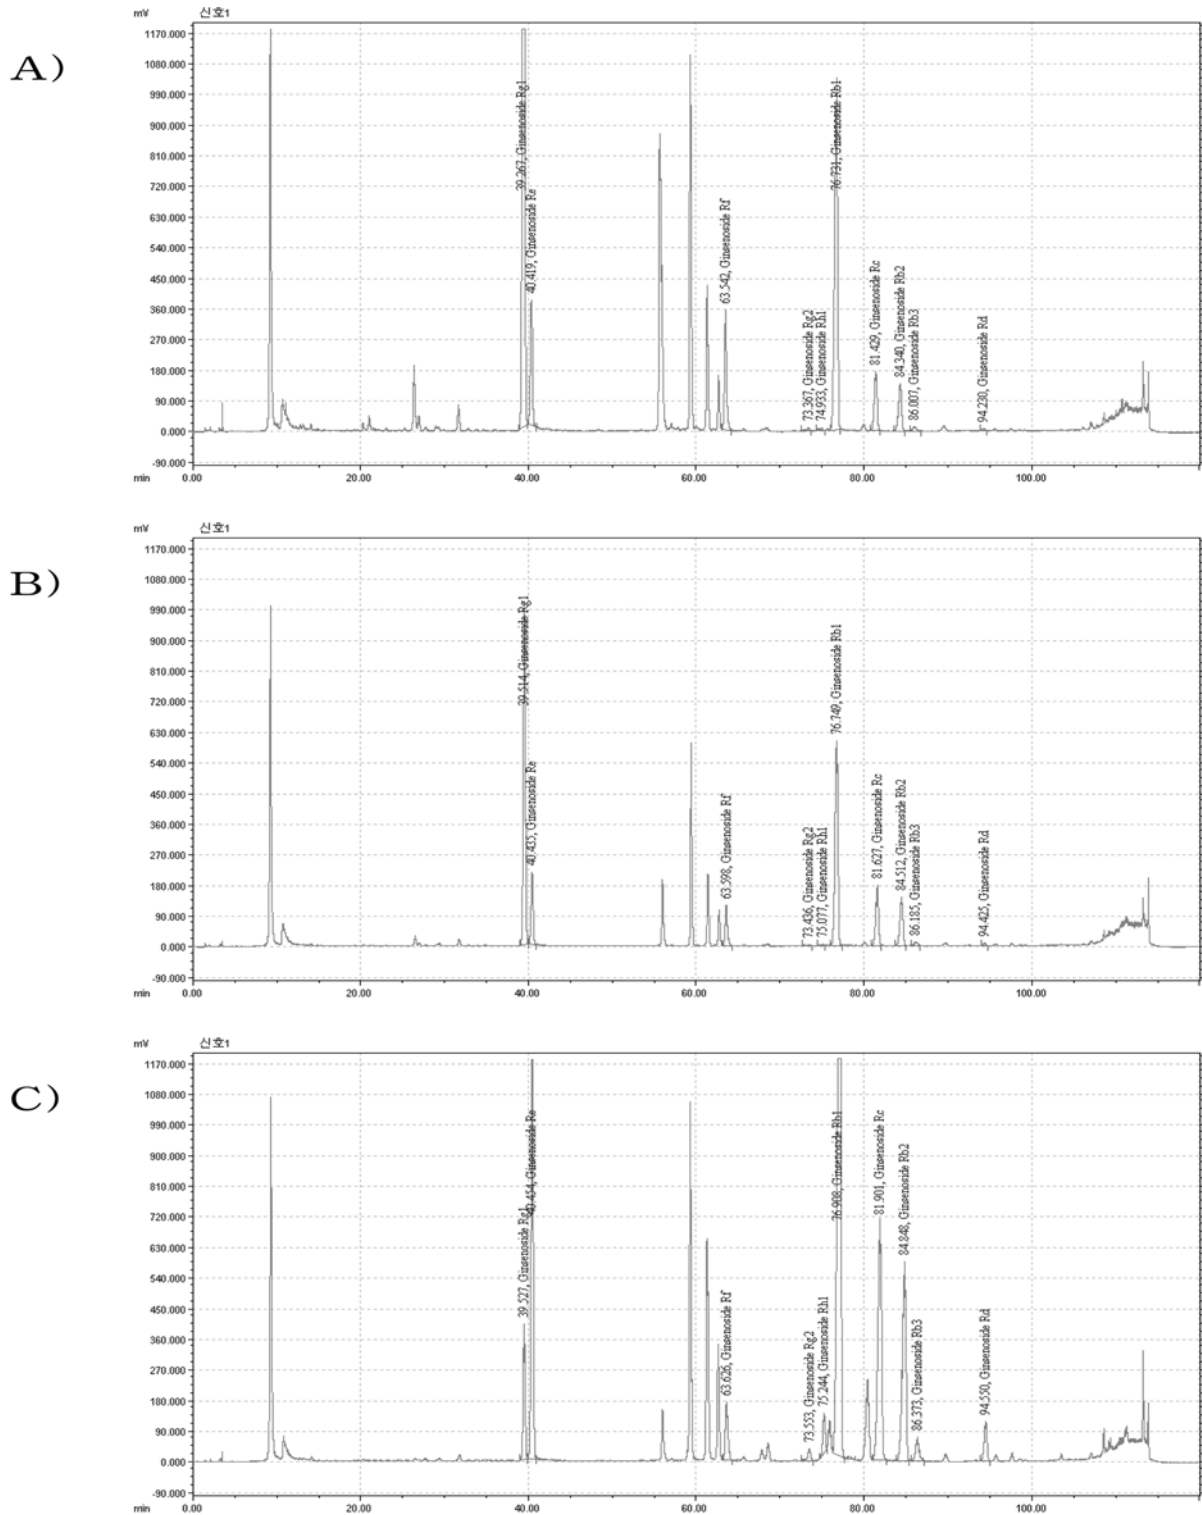 mV 신호1
A)
1170.000
1080.000
990.000
900.000
810.000
720.000
630.000
540.000
450.000
360.000
270.000
180.000
90.000
0.000
-90.000
39.267, Ginsenoside Rg1
40.419, Ginsenoside Re
63.542, Ginsenoside Rf
73.367, Ginsenoside Rg2
74.933, Ginsenoside Rh1
76.731, Ginsenoside Rb1
81.429, Ginsenoside Rc
84.340, Ginsenoside Rb2
86.007, Ginsenoside Rb3
94.230, Ginsenoside Rd
min 0.00 20.00 40.00 60.00 80.00 100.00
mV 신호1
B)
1170.000
1080.000
990.000
900.000
810.000
720.000
630.000
540.000
450.000
360.000
270.000
180.000
90.000
0.000
-90.000
39.514, Ginsenoside Rg1
40.435, Ginsenoside Re
63.598, Ginsenoside Rf
73.436, Ginsenoside Rg2
75.077, Ginsenoside Rh1
76.749, Ginsenoside Rb1
81.627, Ginsenoside Rc
84.512, Ginsenoside Rb2
86.185, Ginsenoside Rb3
94.425, Ginsenoside Rd
min 0.00 20.00 40.00 60.00 80.00 100.00
mV 신호1
C)
1170.000
1080.000
990.000
900.000
810.000
720.000
630.000
540.000
450.000
360.000
270.000
180.000
90.000
0.000
-90.000
39.527, Ginsenoside Rg1
40.454, Ginsenoside Re
63.626, Ginsenoside Rf
73.553, Ginsenoside Rg2
75.244, Ginsenoside Rh1
76.908, Ginsenoside Rb1
81.901, Ginsenoside Rc
84.848, Ginsenoside Rb2
86.373, Ginsenoside Rb3
94.550, Ginsenoside Rd
min 0.00 20.00 40.00 60.00 80.00 100.00